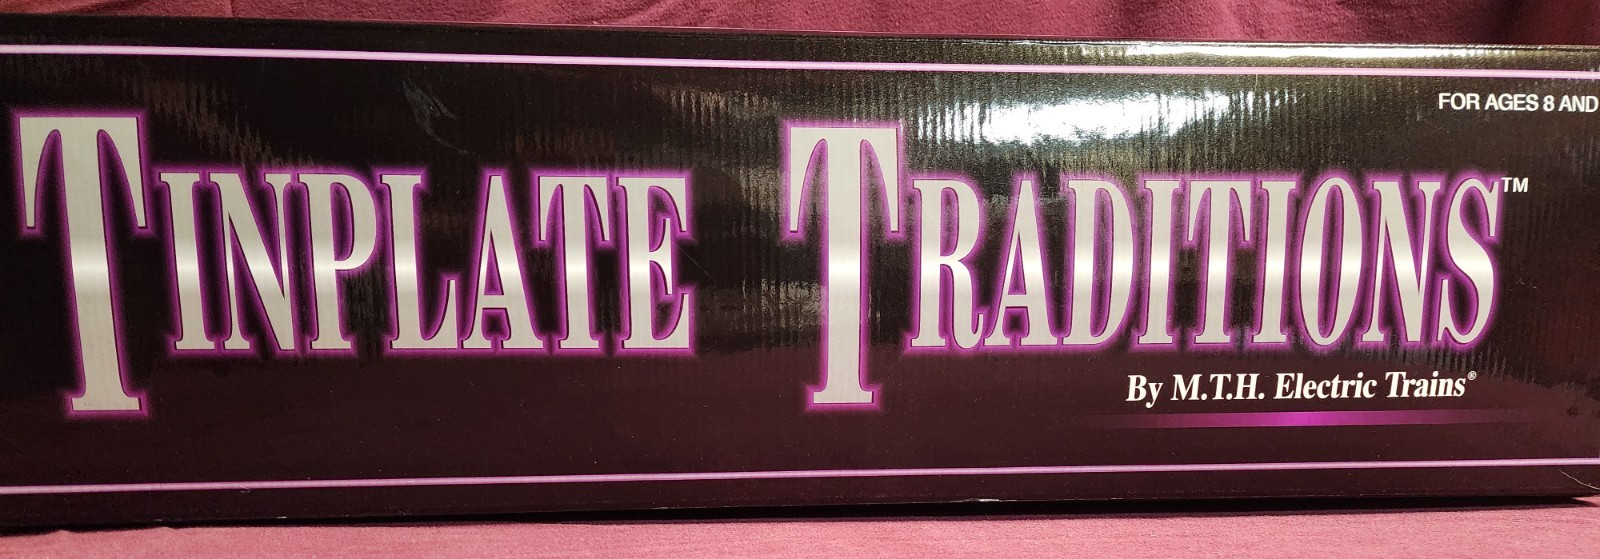 FOR AGES 8 AND
TINPLATE TRADITIONS™
By M.T.H. Electric Trains®